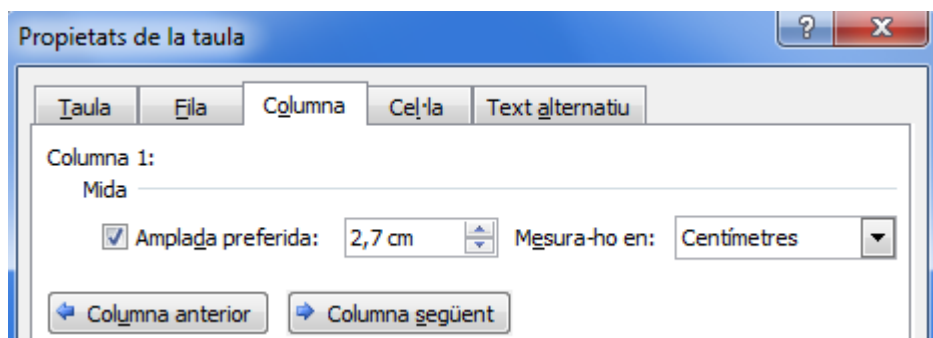 Propietats de la taula
Taula Fila Columna Cel·la Text alternatiu
Columna 1:
Mida
Amplada preferida: 2,7 cm Mesura-ho en: Centímetres
Columna anterior Columna següent